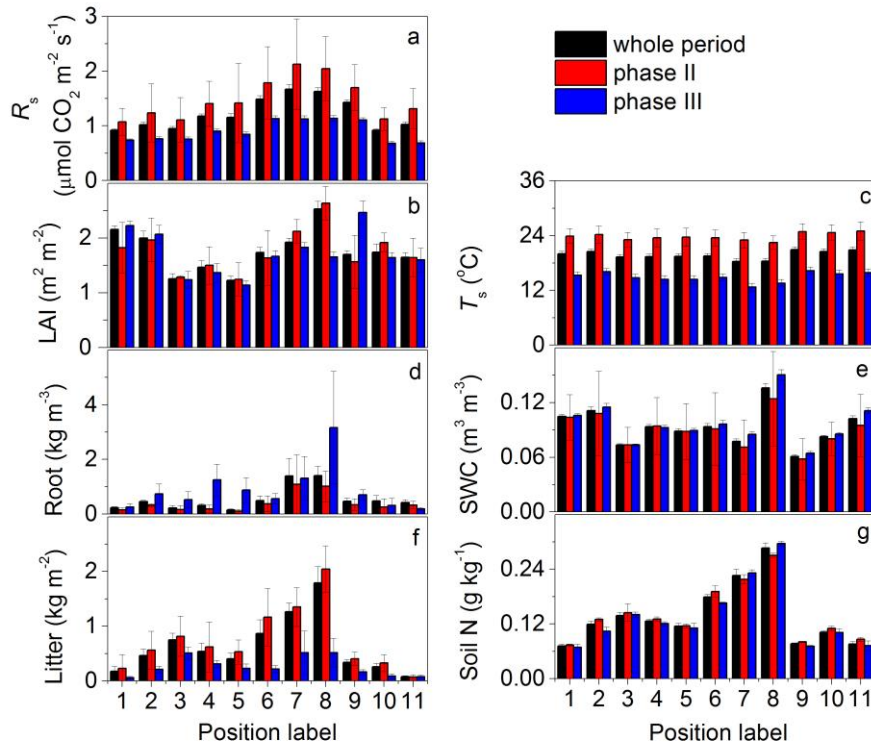 whole period
phase II
phase III
a
R_s
(μmol CO₂ m⁻² s⁻¹)
3
2
1
0
b
LAI (m² m⁻²)
2
1
0
c
T_s (°C)
36
24
12
0
d
Root (kg m⁻³)
4
2
0
e
SWC (m³ m⁻³)
0.12
0.06
0.00
f
Litter (kg m⁻²)
2
1
0
1 2 3 4 5 6 7 8 9 10 11
Position label
g
Soil N (g kg⁻¹)
0.24
0.12
0.00
1 2 3 4 5 6 7 8 9 10 11
Position label